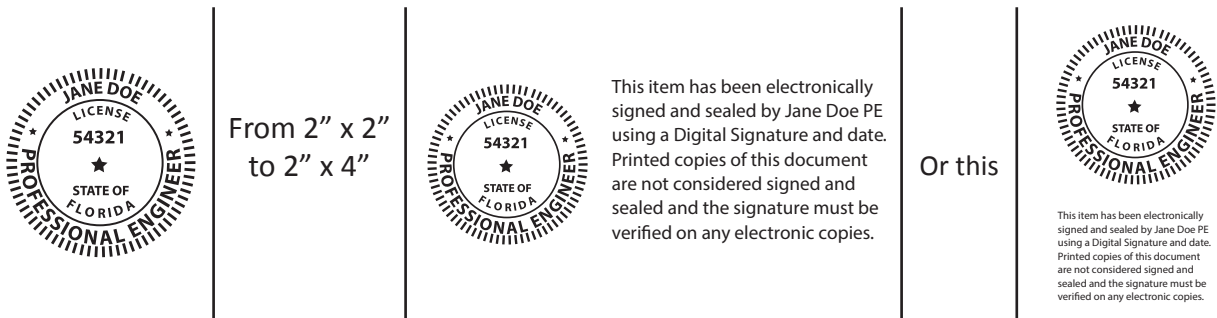 JANE DOE
LICENSE
54321
STATE OF
FLORIDA
PROFESSIONAL ENGINEER
From 2” x 2”
to 2” x 4”
JANE DOE
LICENSE
54321
STATE OF
FLORIDA
PROFESSIONAL ENGINEER
This item has been electronically
signed and sealed by Jane Doe PE
using a Digital Signature and date.
Printed copies of this document
are not considered signed and
sealed and the signature must be
verified on any electronic copies.
Or this
JANE DOE
LICENSE
54321
STATE OF
FLORIDA
PROFESSIONAL ENGINEER
This item has been electronically
signed and sealed by Jane Doe PE
using a Digital Signature and date.
Printed copies of this document
are not considered signed and
sealed and the signature must be
verified on any electronic copies.